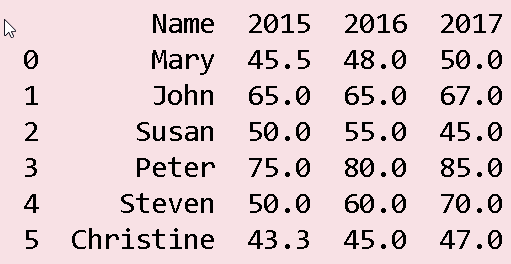 Name 2015 2016 2017
0 Mary 45.5 48.0 50.0
1 John 65.0 65.0 67.0
2 Susan 50.0 55.0 45.0
3 Peter 75.0 80.0 85.0
4 Steven 50.0 60.0 70.0
5 Christine 43.3 45.0 47.0